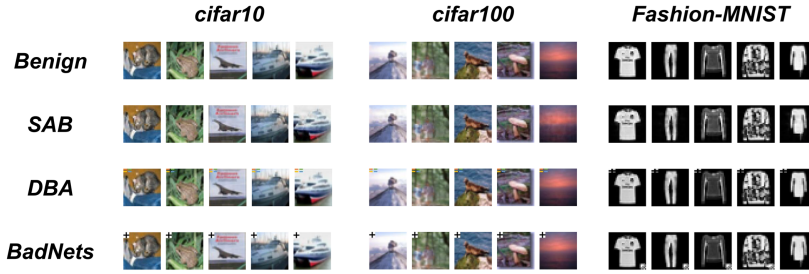 cifar10 cifar100 Fashion-MNIST
Benign
SAB
DBA
BadNets